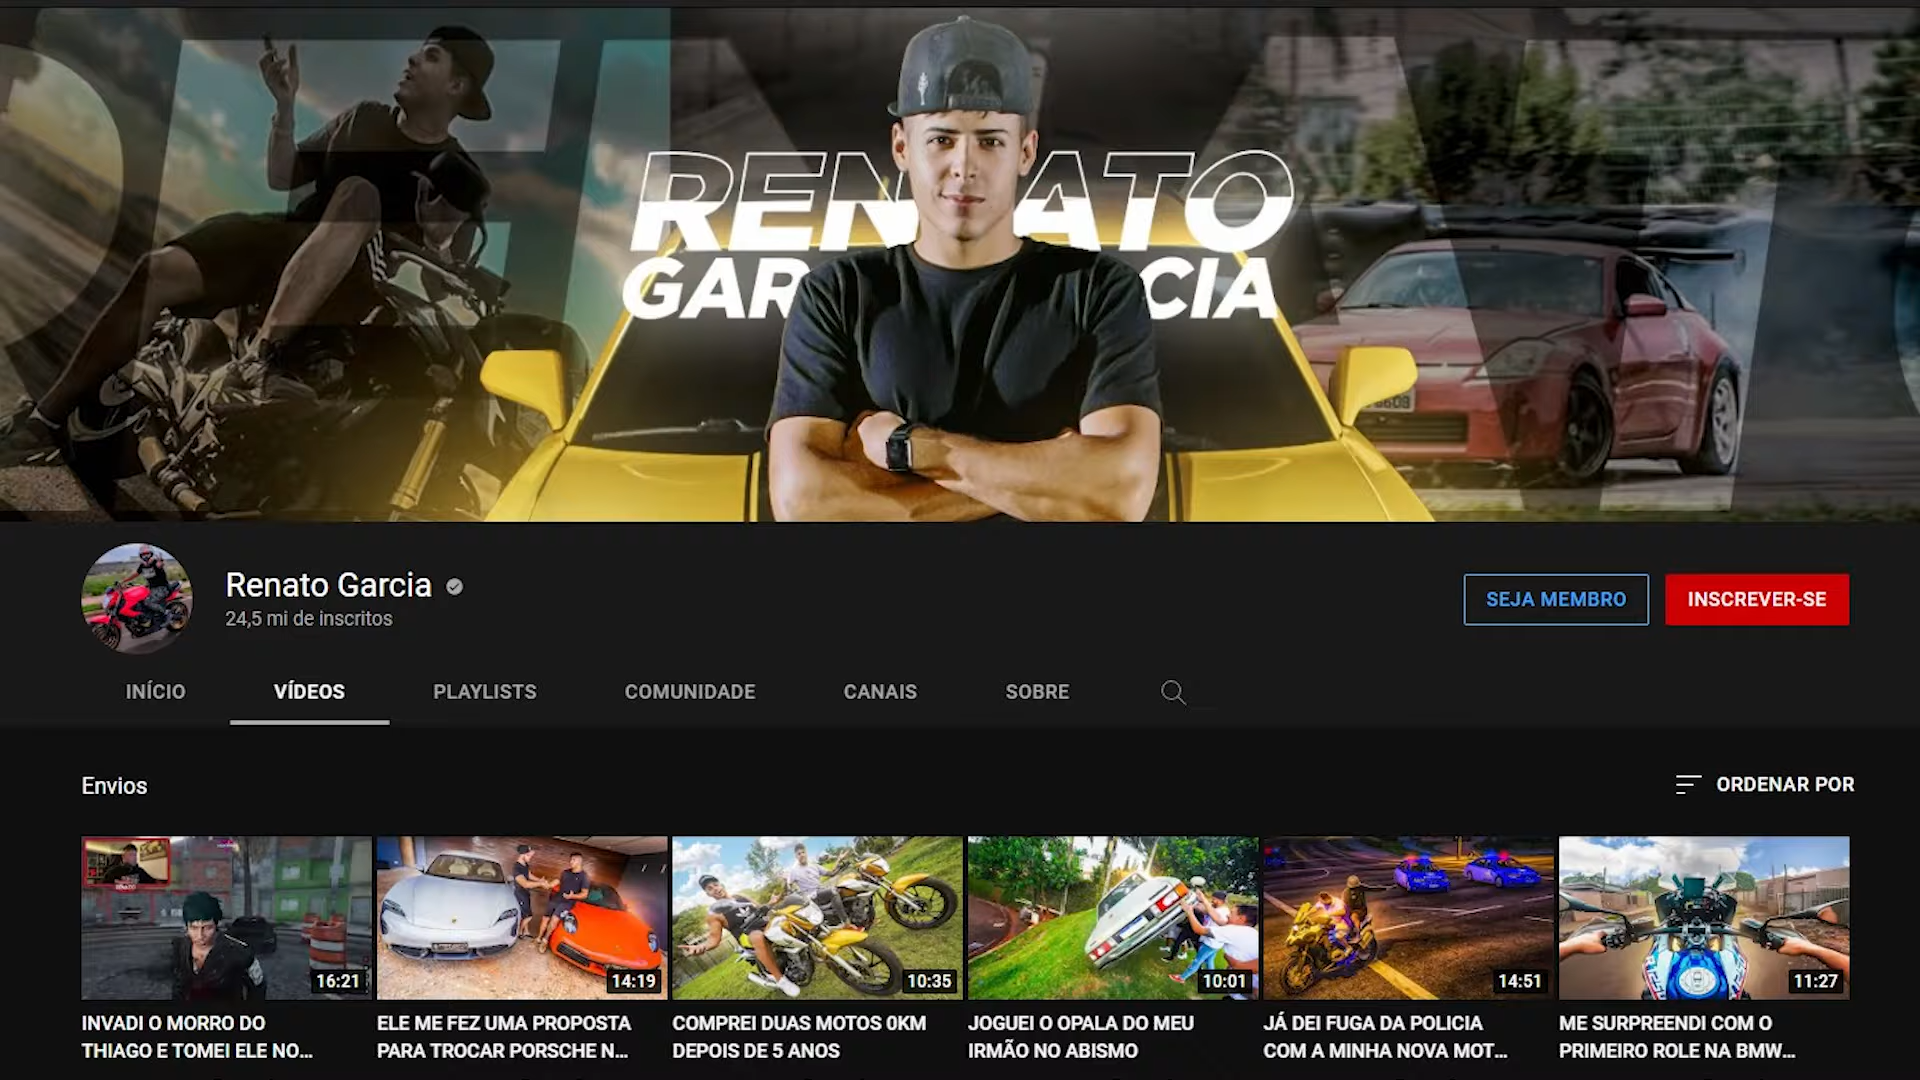 RENATO
GARCIA
Renato Garcia
24,5 mi de inscritos
SEJA MEMBRO
INSCREVER-SE
INÍCIO
VÍDEOS
PLAYLISTS
COMUNIDADE
CANAIS
SOBRE
Envios
ORDENAR POR
16:21
14:19
10:35
10:01
14:51
11:27
INVADI O MORRO DO
THIAGO E TOMEI ELE NO...
ELE ME FEZ UMA PROPOSTA
PARA TROCAR PORSCHE N...
COMPREI DUAS MOTOS 0KM
DEPOIS DE 5 ANOS
JOGUEI O OPALA DO MEU
IRMÃO NO ABISMO
JÁ DEI FUGA DA POLICIA
COM A MINHA NOVA MOT...
ME SURPREENDI COM O
PRIMEIRO ROLE NA BMW...